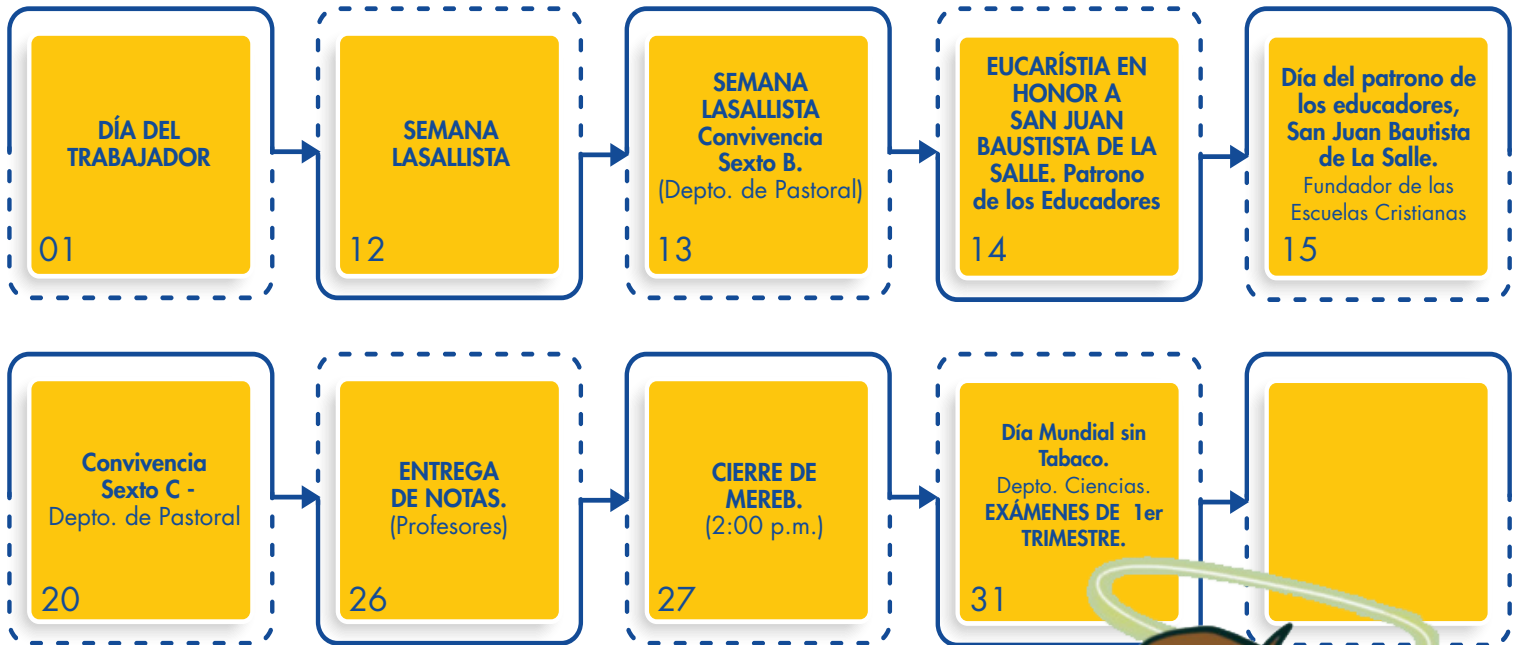 DÍA DEL
TRABAJADOR
01
SEMANA
LASALLISTA
12
SEMANA
LASALLISTA
Convivencia
Sexto B.
(Depto. de Pastoral)
13
EUCARÍSTIA EN
HONOR A
SAN JUAN
BAUSTISTA DE LA
SALLE. Patrono
de los Educadores
14
Día del patrono de
los educadores,
San Juan Bautista
de La Salle.
Fundador de las
Escuelas Cristianas
15
Convivencia
Sexto C -
Depto. de Pastoral
20
ENTREGA
DE NOTAS.
(Profesores)
26
CIERRE DE
MEREB.
(2:00 p.m.)
27
Día Mundial sin
Tabaco.
Depto. Ciencias.
EXÁMENES DE 1er
TRIMESTRE.
31